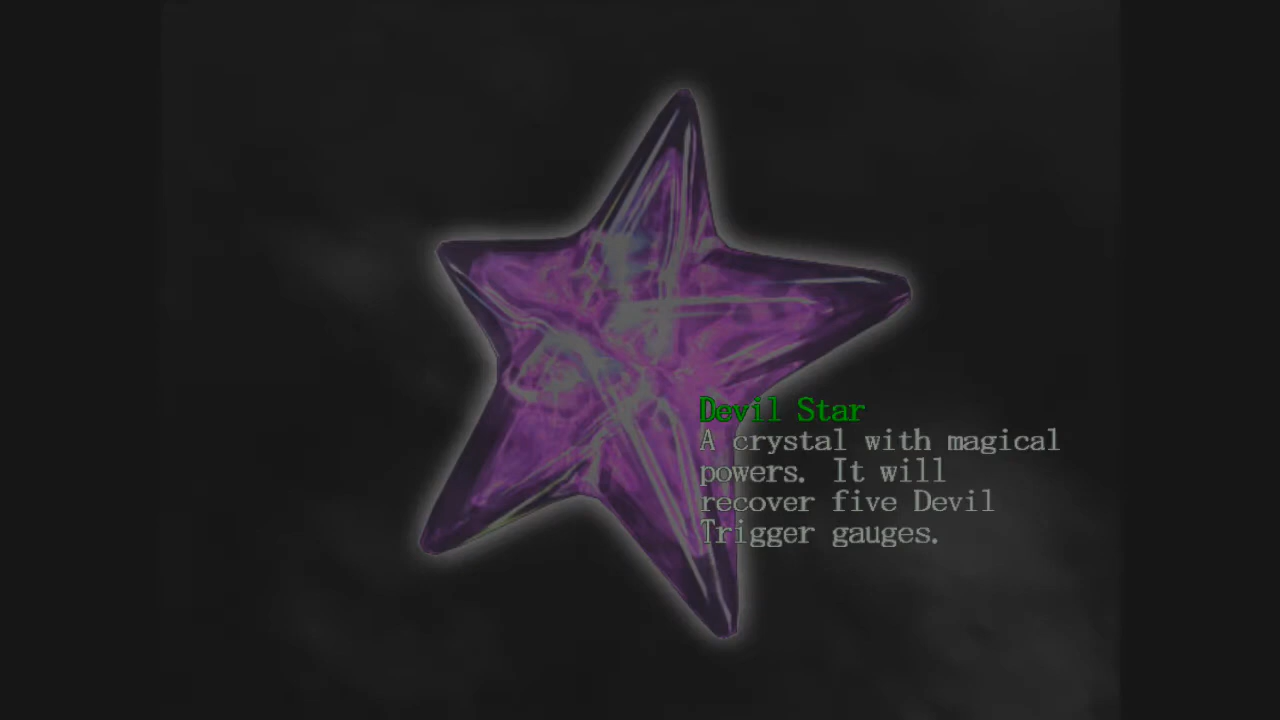 Devil Star
A crystal with magical
powers. It will
recover five Devil
Trigger gauges.